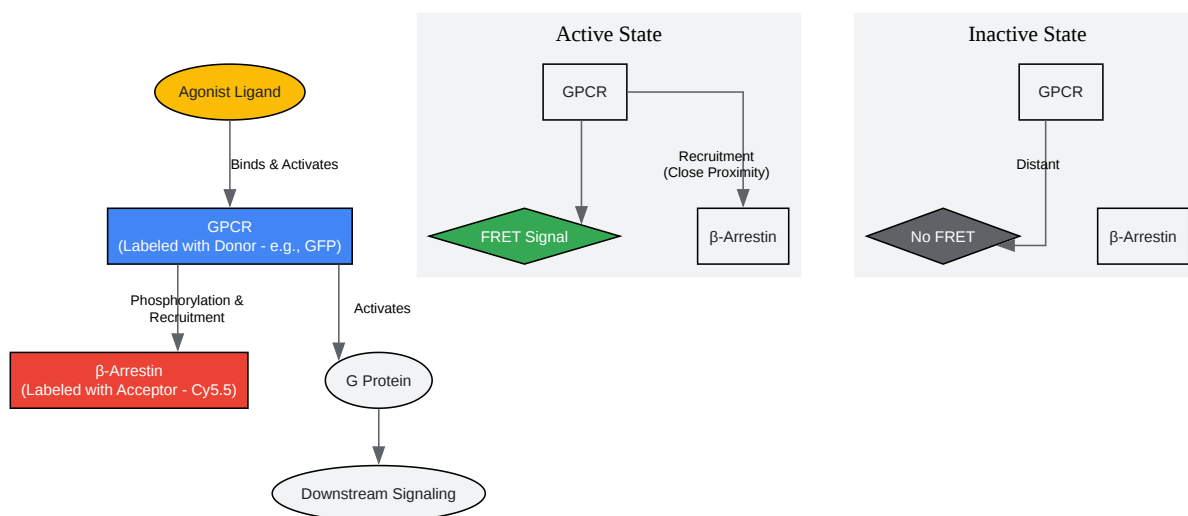 Agonist Ligand
Binds & Activates
GPCR
(Labeled with Donor - e.g., GFP)
Phosphorylation &
Recruitment
Activates
β-Arrestin
(Labeled with Acceptor - Cy5.5)
G Protein
Downstream Signaling
Active State
GPCR
Recruitment
(Close Proximity)
FRET Signal
β-Arrestin
Inactive State
GPCR
Distant
No FRET
β-Arrestin